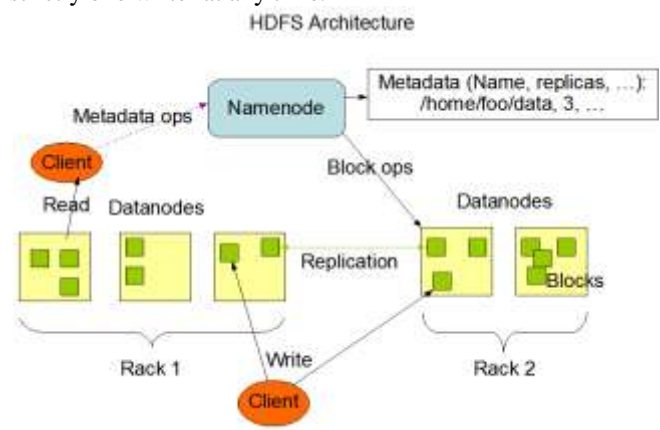 HDFS Architecture
Metadata (Name, replicas, …):
/home/foo/data, 3, …
Namenode
Metadata ops
Client
Block ops
Read
Datanodes
Datanodes
Replication
Blocks
Rack 1
Write
Rack 2
Client